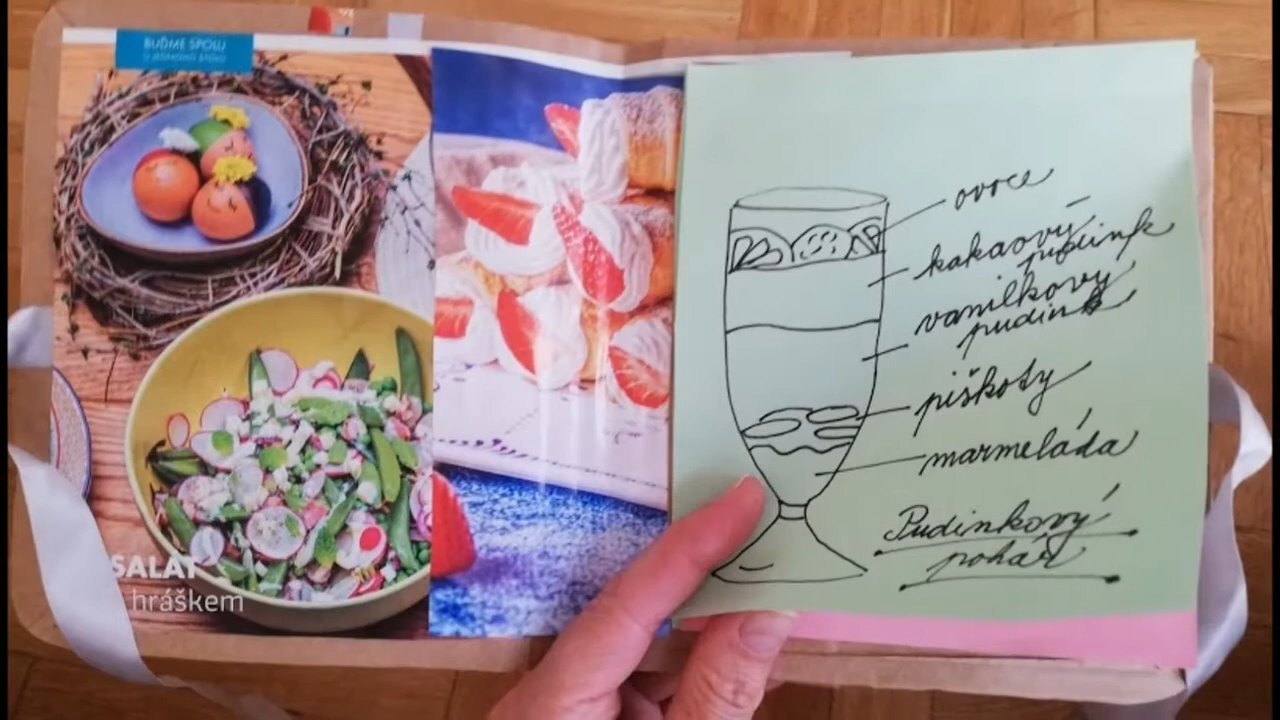 BUĎME SPOLU
SALÁT
hráškem
ovoce
kakaový
pudink
vanilkový
pudink
piškoty
marmeláda
Pudinkový
pohár